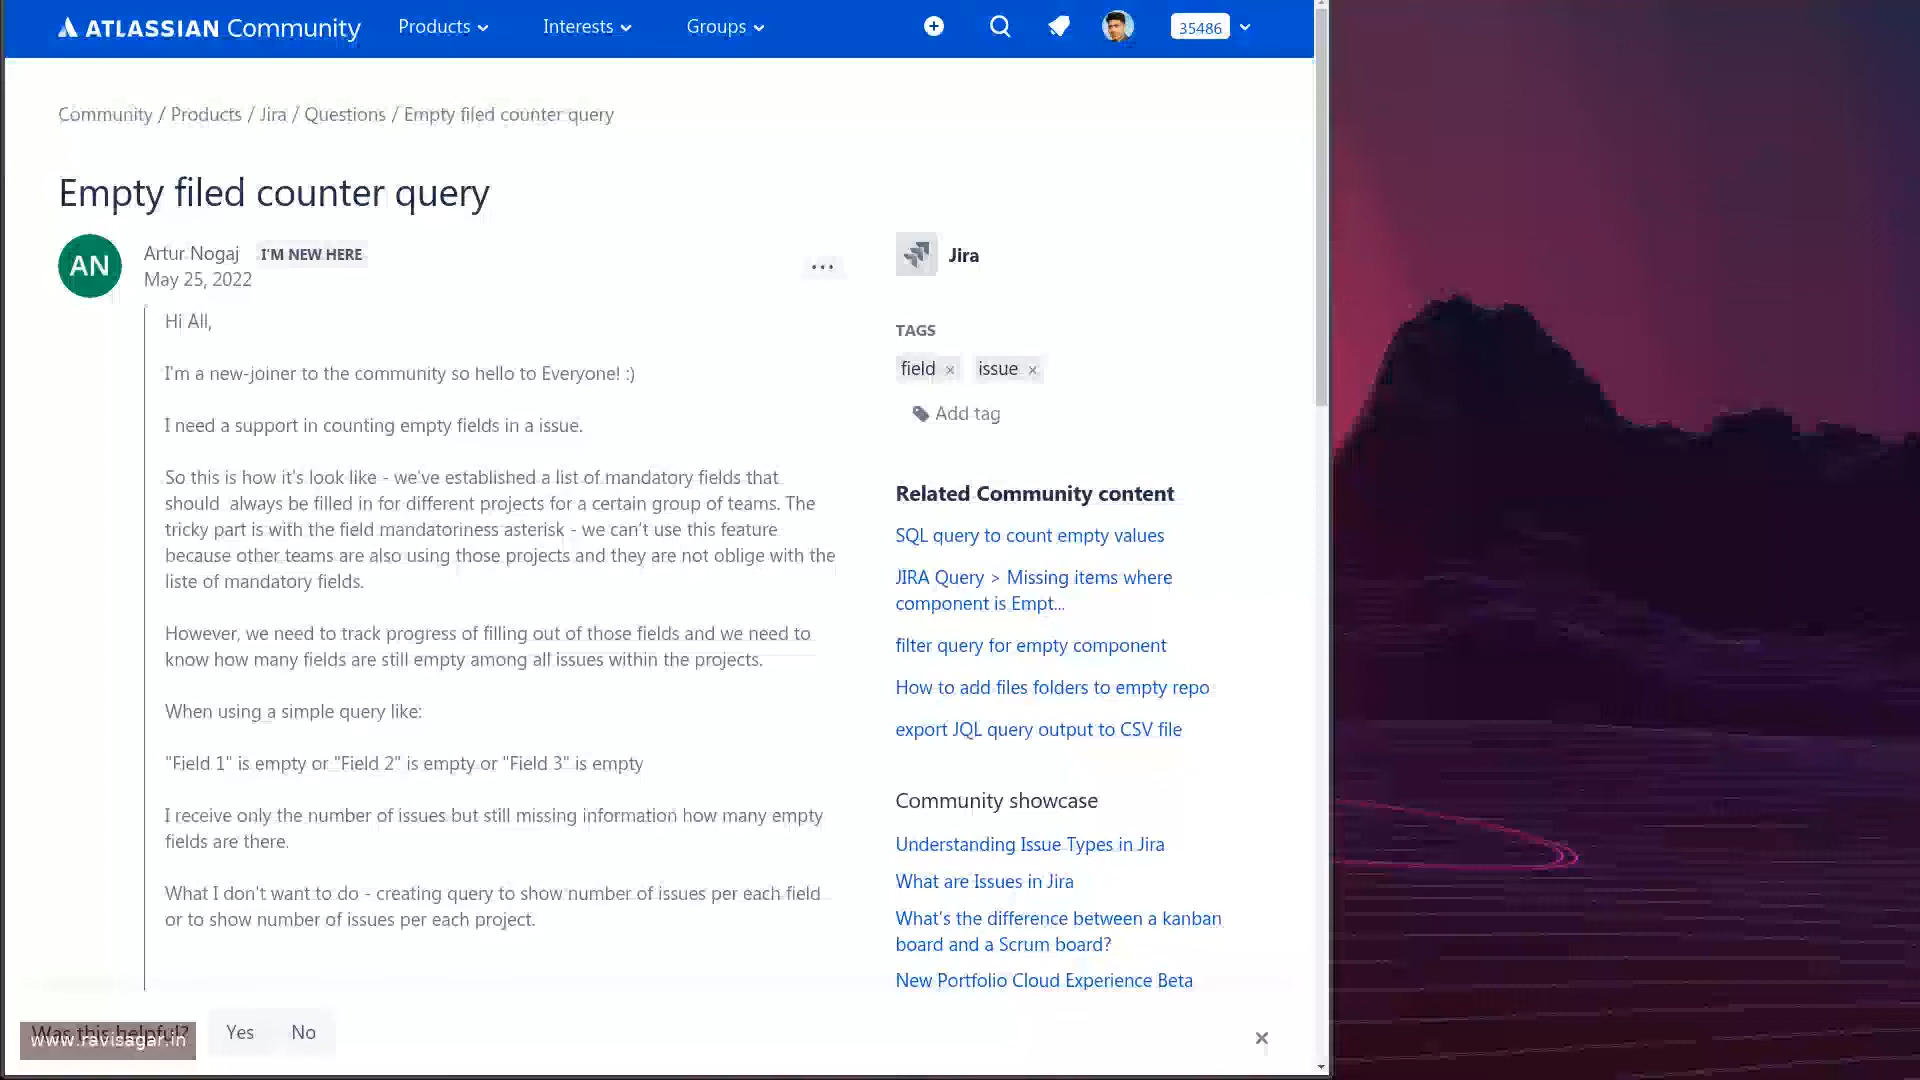 ATLASSIAN Community
Products
Interests
Groups
35486
Community / Products / Jira / Questions / Empty filed counter query
Empty filed counter query
AN
Artur Nogaj
I'M NEW HERE
May 25, 2022
Hi All,
I'm a new-joiner to the community so hello to Everyone! :)
I need a support in counting empty fields in a issue.
So this is how it's look like - we've established a list of mandatory fields that
should always be filled in for different projects for a certain group of teams. The
tricky part is with the field mandatoriness asterisk - we can't use this feature
because other teams are also using those projects and they are not oblige with the
liste of mandatory fields.
However, we need to track progress of filling out of those fields and we need to
know how many fields are still empty among all issues within the projects.
When using a simple query like:
"Field 1" is empty or "Field 2" is empty or "Field 3" is empty
I receive only the number of issues but still missing information how many empty
fields are there.
What I don't want to do - creating query to show number of issues per each field
or to show number of issues per each project.
Jira
TAGS
field ×
issue ×
Add tag
Related Community content
SQL query to count empty values
JIRA Query > Missing items where
component is Empt...
filter query for empty component
How to add files folders to empty repo
export JQL query output to CSV file
Community showcase
Understanding Issue Types in Jira
What are Issues in Jira
What's the difference between a kanban
board and a Scrum board?
New Portfolio Cloud Experience Beta
Was this helpful?
Yes
No
www.ravisagar.in